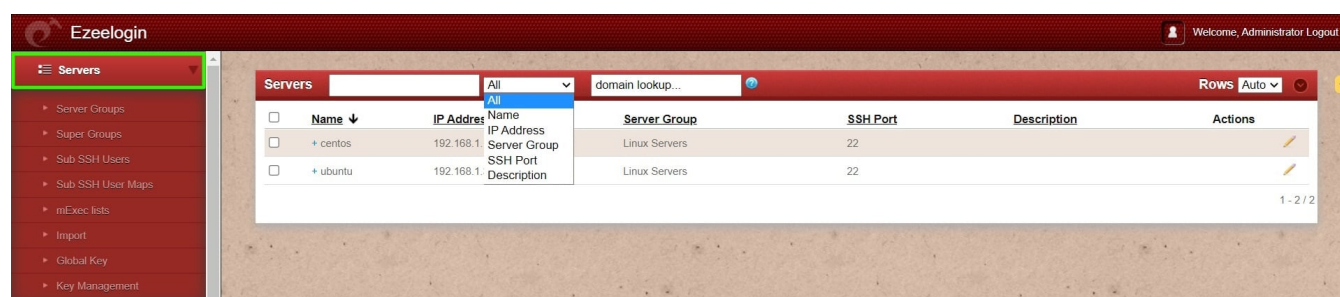 Ezeelogin
Welcome, Administrator Logout
Servers
Server Groups
Super Groups
Sub SSH Users
Sub SSH User Maps
mExec lists
Import
Global Key
Key Management
Servers All domain lookup... Rows Auto
All
Name
IP Address
Server Group
SSH Port
Description
Name IP Addres Server Group SSH Port Description Actions
+ centos 192.168.1. Linux Servers 22
+ ubuntu 192.168.1. Linux Servers 22
1 - 2 / 2